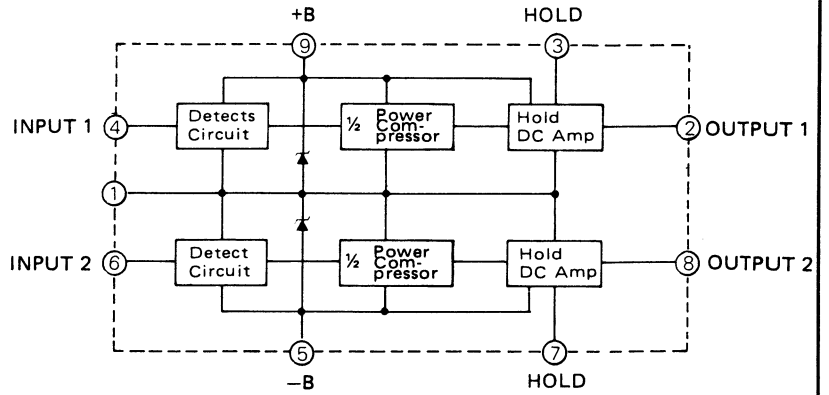 +B
HOLD
9
3
INPUT 1
4
Detects
Circuit
½
Power
Com-
pressor
Hold
DC Amp
2
OUTPUT 1
1
INPUT 2
6
Detect
Circuit
½
Power
Com-
pressor
Hold
DC Amp
8
OUTPUT 2
5
7
−B
HOLD